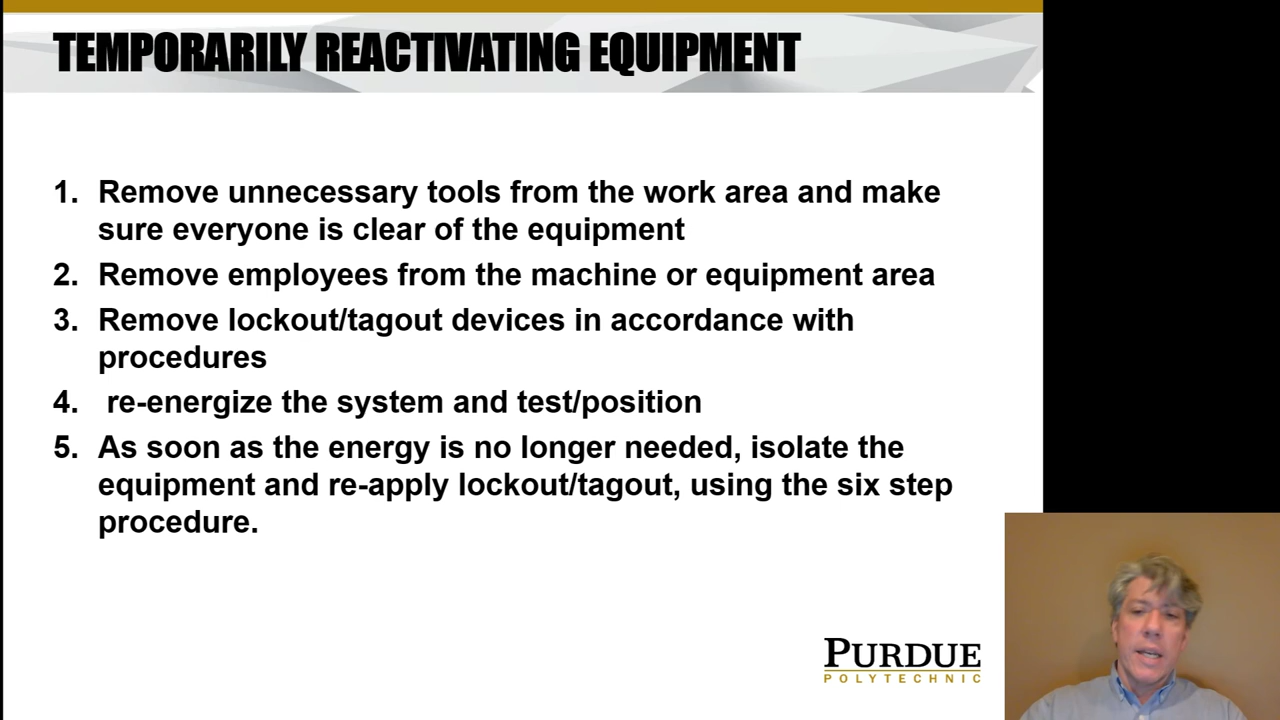 TEMPORARILY REACTIVATING EQUIPMENT
1. Remove unnecessary tools from the work area and make
sure everyone is clear of the equipment
2. Remove employees from the machine or equipment area
3. Remove lockout/tagout devices in accordance with
procedures
4. re-energize the system and test/position
5. As soon as the energy is no longer needed, isolate the
equipment and re-apply lockout/tagout, using the six step
procedure.
PURDUE
POLYTECHNIC